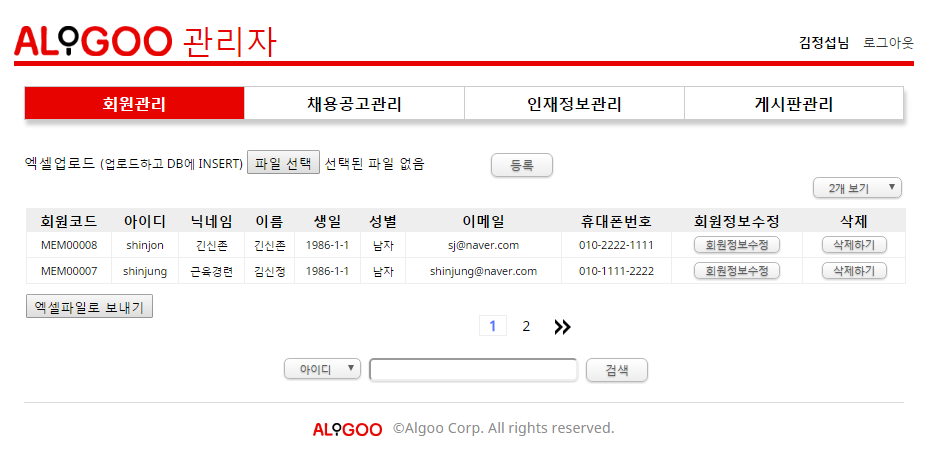 ALOGOO 관리자
김정섭님 로그아웃
회원관리 채용공고관리 인재정보관리 게시판관리
엑셀업로드 (업로드하고 DB에 INSERT) 파일 선택 선택된 파일 없음 등록
2개 보기 ▼
회원코드 아이디 닉네임 이름 생일 성별 이메일 휴대폰번호 회원정보수정 삭제
MEM00008 shinjon 긴신존 긴신존 1986-1-1 남자 sj@naver.com 010-2222-1111 회원정보수정 삭제하기
MEM00007 shinjung 근육경련 김신정 1986-1-1 남자 shinjung@naver.com 010-1111-2222 회원정보수정 삭제하기
엑셀파일로 보내기
1 2 »
아이디 ▼ 검색
ALOGOO ©Algoo Corp. All rights reserved.